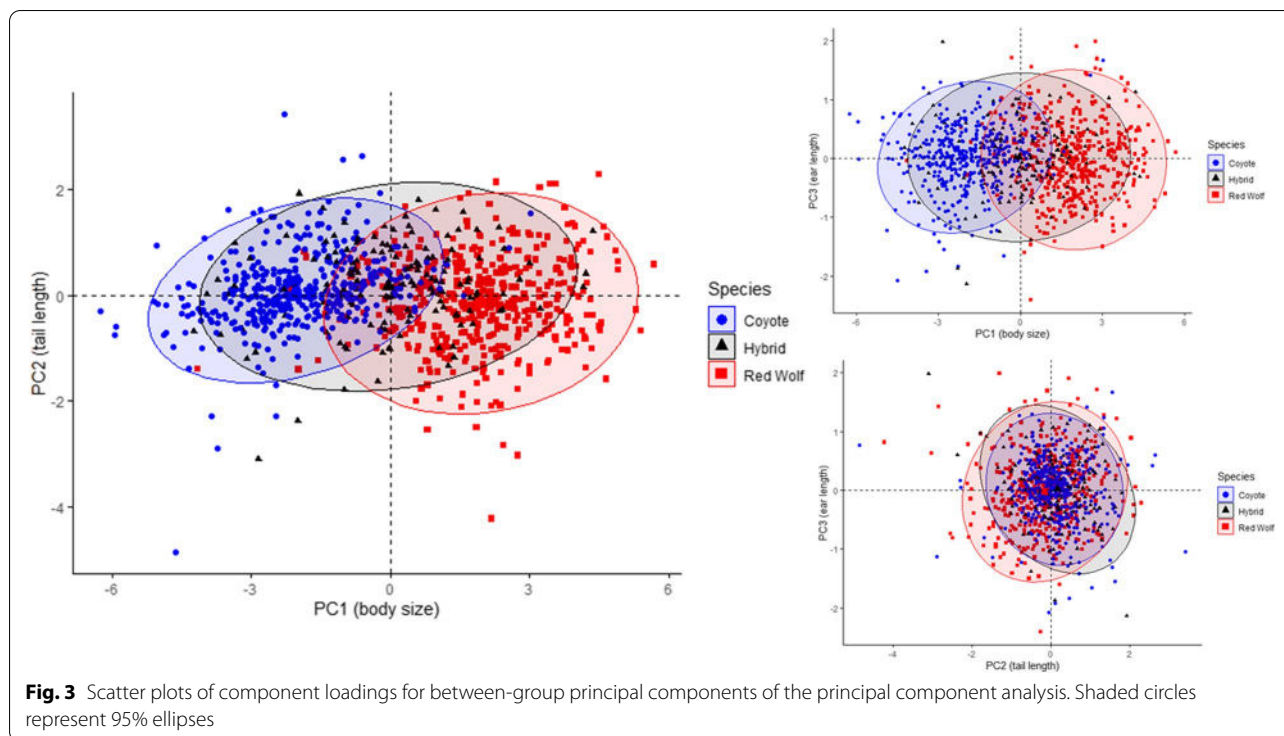 2
0
-2
-4
PC2 (tail length)
-6
-3
0
3
6
PC1 (body size)
Species
Coyote
Hybrid
Red Wolf
2
1
0
-1
-2
PC3 (ear length)
-6
-3
0
3
6
PC1 (body size)
Species
Coyote
Hybrid
Red Wolf
2
1
0
-1
-2
PC3 (ear length)
-4
-2
0
2
PC2 (tail length)
Species
Coyote
Hybrid
Red Wolf
Fig. 3 Scatter plots of component loadings for between-group principal components of the principal component analysis. Shaded circles
represent 95% ellipses